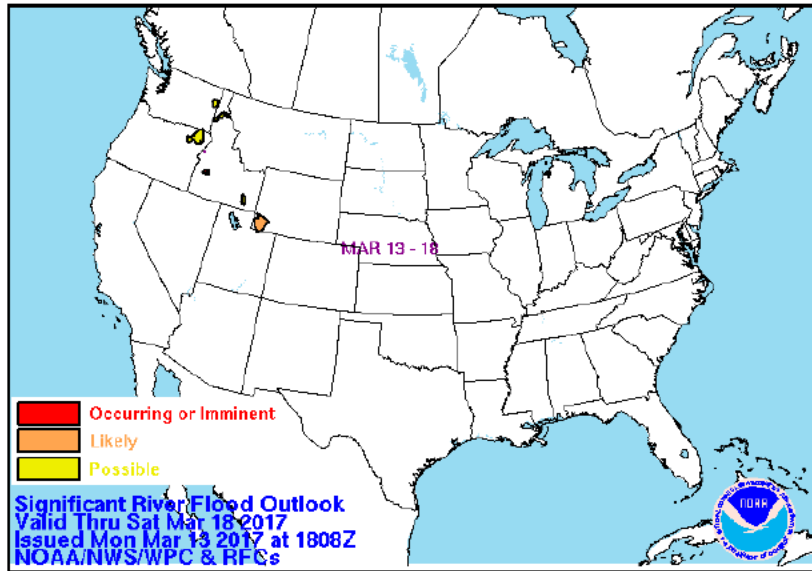 MAR 13 - 18
Occurring or Imminent
Likely
Possible
Significant River Flood Outlook
Valid Thru Sat Mar 18 2017
Issued Mon Mar 13 2017 at 1808Z
NOAA/NWS/WPC & RFCs
NOAA